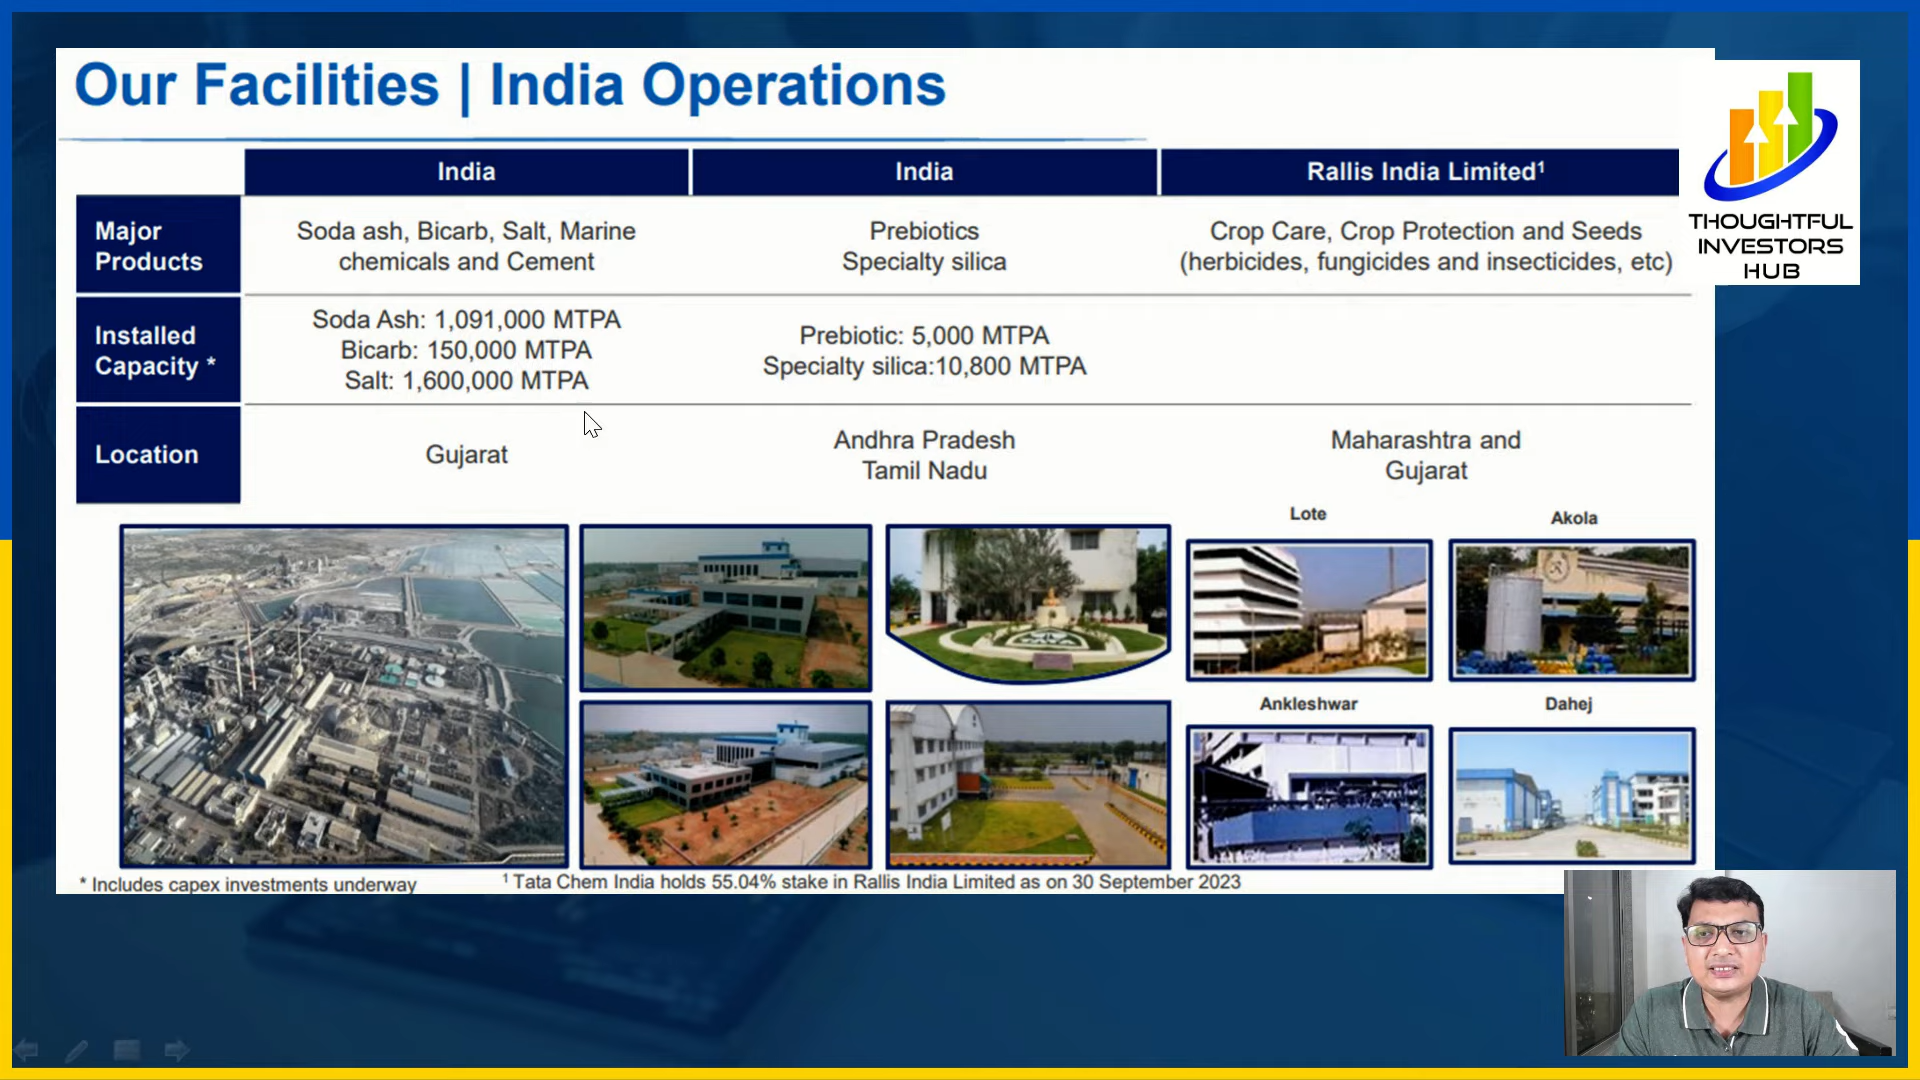 Our Facilities | India Operations
India
India
Rallis India Limited¹
Major
Products
Soda ash, Bicarb, Salt, Marine
chemicals and Cement
Prebiotics
Specialty silica
Crop Care, Crop Protection and Seeds
(herbicides, fungicides and insecticides, etc)
Installed
Capacity *
Soda Ash: 1,091,000 MTPA
Bicarb: 150,000 MTPA
Salt: 1,600,000 MTPA
Prebiotic: 5,000 MTPA
Specialty silica:10,800 MTPA
Location
Gujarat
Andhra Pradesh
Tamil Nadu
Maharashtra and
Gujarat
Lote
Akola
Ankleshwar
Dahej
* Includes capex investments underway
¹ Tata Chem India holds 55.04% stake in Rallis India Limited as on 30 September 2023
THOUGHTFUL
INVESTORS
HUB